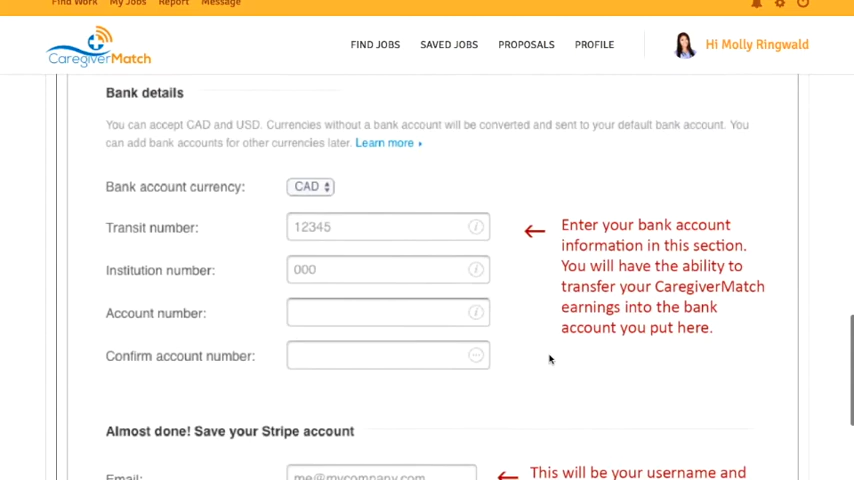 Find Work My Jobs Report Message
CaregiverMatch
FIND JOBS SAVED JOBS PROPOSALS PROFILE Hi Molly Ringwald
Bank details
You can accept CAD and USD. Currencies without a bank account will be converted and sent to your default bank account. You
can add bank accounts for other currencies later. Learn more
Bank account currency: CAD
Transit number: 12345
Institution number: 000
Account number:
Confirm account number:
Enter your bank account
information in this section.
You will have the ability to
transfer your CaregiverMatch
earnings into the bank
account you put here.
Almost done! Save your Stripe account
Email: me@mycompany.com
This will be your username and